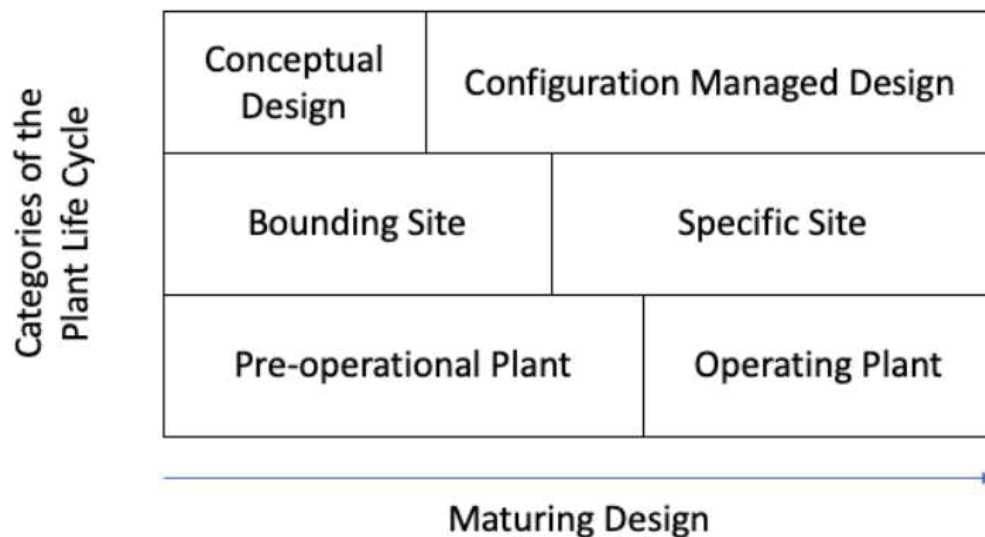 Categories of the
Plant Life Cycle
Conceptual
Design
Configuration Managed Design
Bounding Site
Specific Site
Pre-operational Plant
Operating Plant
Maturing Design